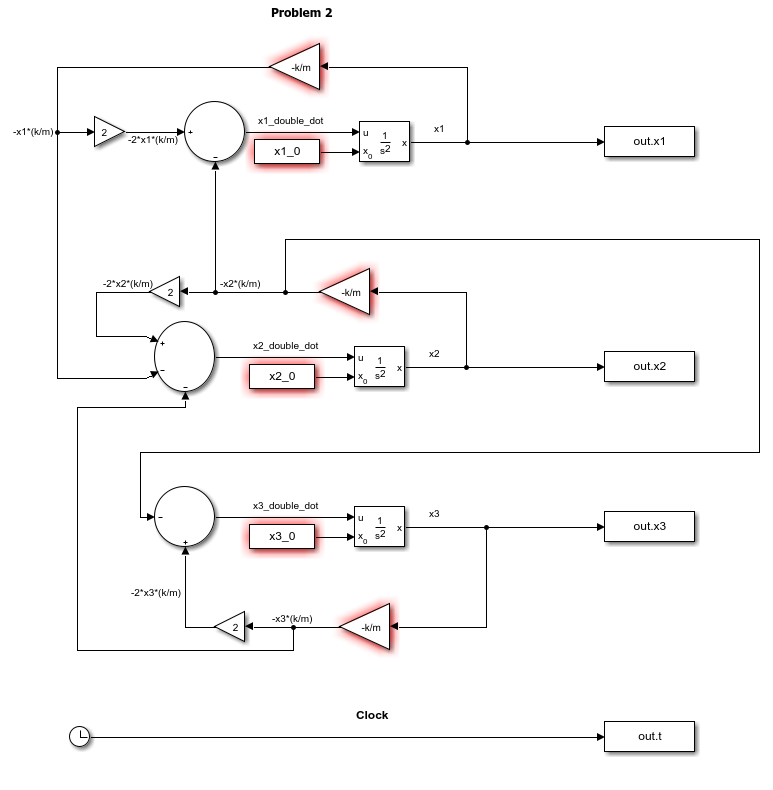 Problem 2
-k/m
-x1*(k/m)
2
-2*x1*(k/m)
+
-
x1_double_dot
x1_0
u
x0
1
s2
x
x1
out.x1
-2*x2*(k/m)
2
-x2*(k/m)
-k/m
+
-
-
x2_double_dot
x2_0
u
x0
1
s2
x
x2
out.x2
-
+
x3_double_dot
x3_0
u
x0
1
s2
x
x3
out.x3
-2*x3*(k/m)
2
-x3*(k/m)
-k/m
Clock
out.t